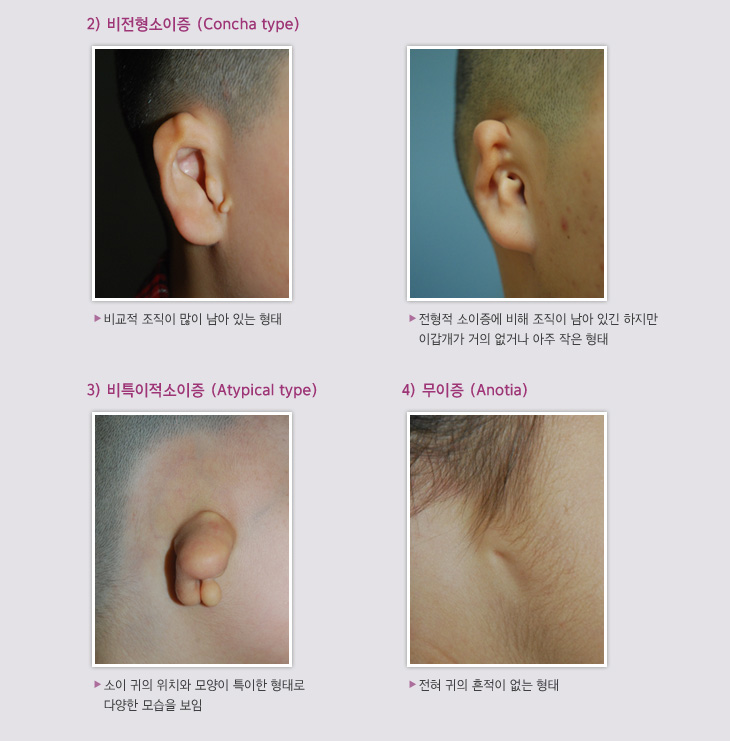 2) 비전형소이증 (Concha type)
▶비교적 조직이 많이 남아 있는 형태
▶전형적 소이증에 비해 조직이 남아 있긴 하지만
이갑개가 거의 없거나 아주 작은 형태
3) 비특이적소이증 (Atypical type)
4) 무이증 (Anotia)
▶소이 귀의 위치와 모양이 특이한 형태로
다양한 모습을 보임
▶전혀 귀의 흔적이 없는 형태